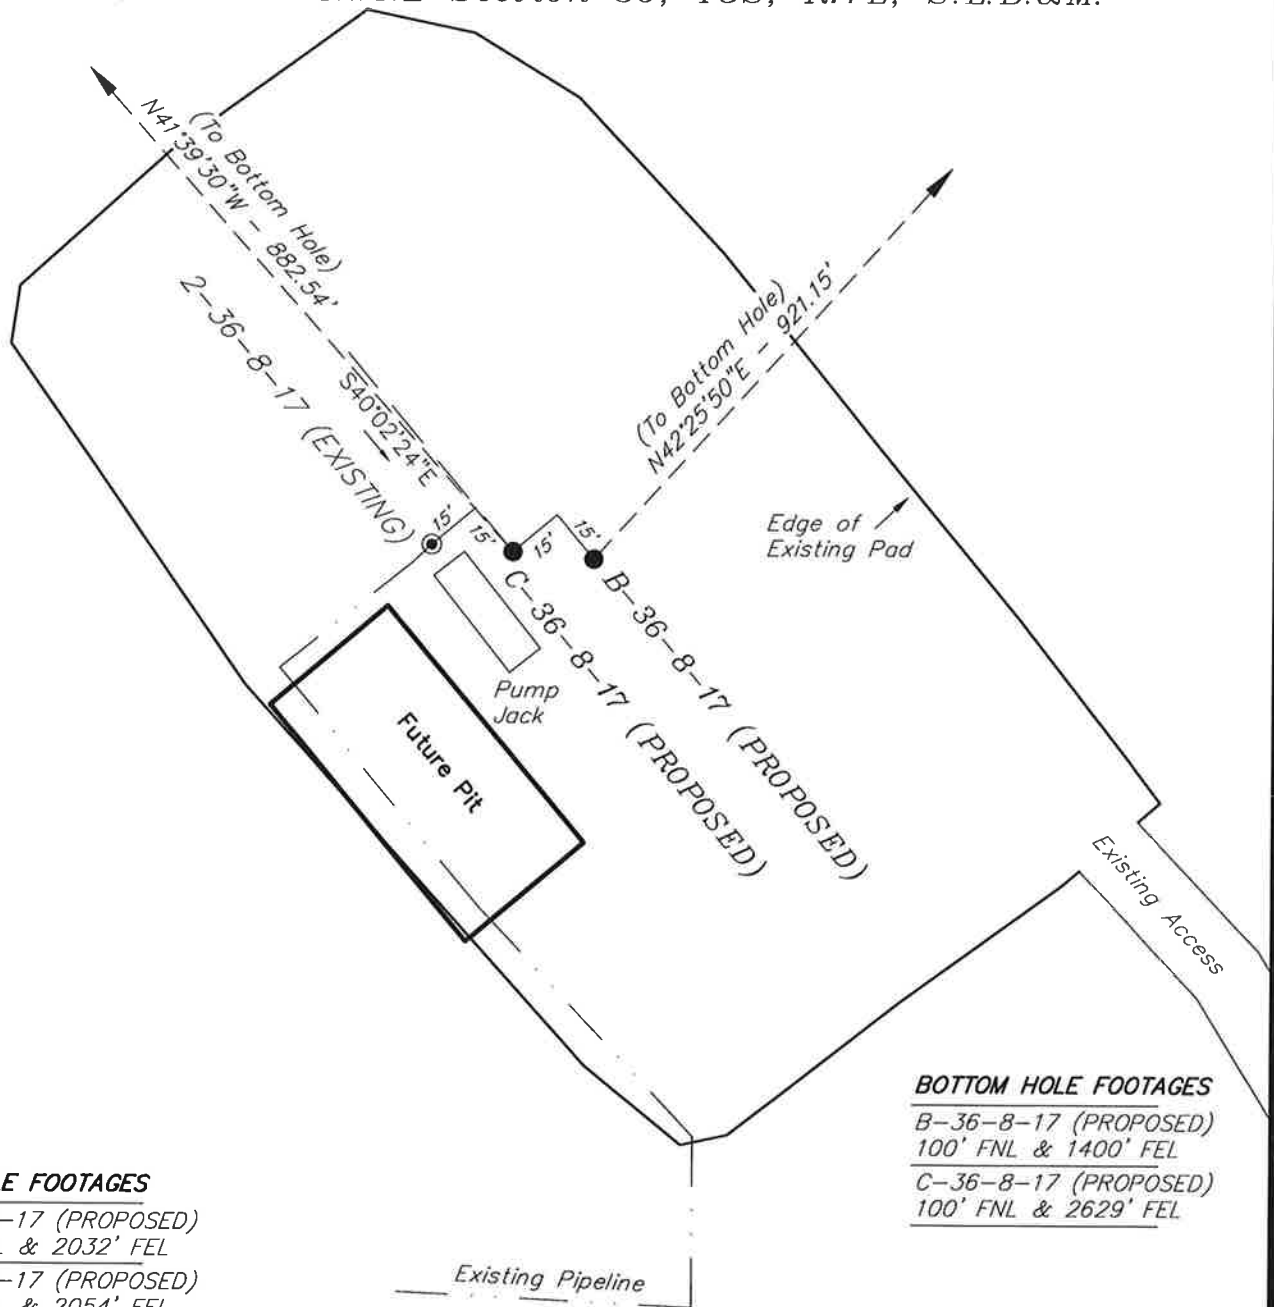 (To Bottom Hole)
N41°39'30"W - 882.54'
2-36-8-17 (EXISTING)
S40°02'24"E
(To Bottom Hole)
N42°25'50"E - 921.15'
15'
15'
15'
15'
Edge of
Existing Pad
C-36-8-17 (PROPOSED)
B-36-8-17 (PROPOSED)
Pump
Jack
Future Pit
Existing Access
BOTTOM HOLE FOOTAGES
B-36-8-17 (PROPOSED)
100' FNL & 1400' FEL
C-36-8-17 (PROPOSED)
100' FNL & 2629' FEL
E FOOTAGES
-17 (PROPOSED)
& 2032' FEL
-17 (PROPOSED)
& 2054' FEL
Existing Pipeline